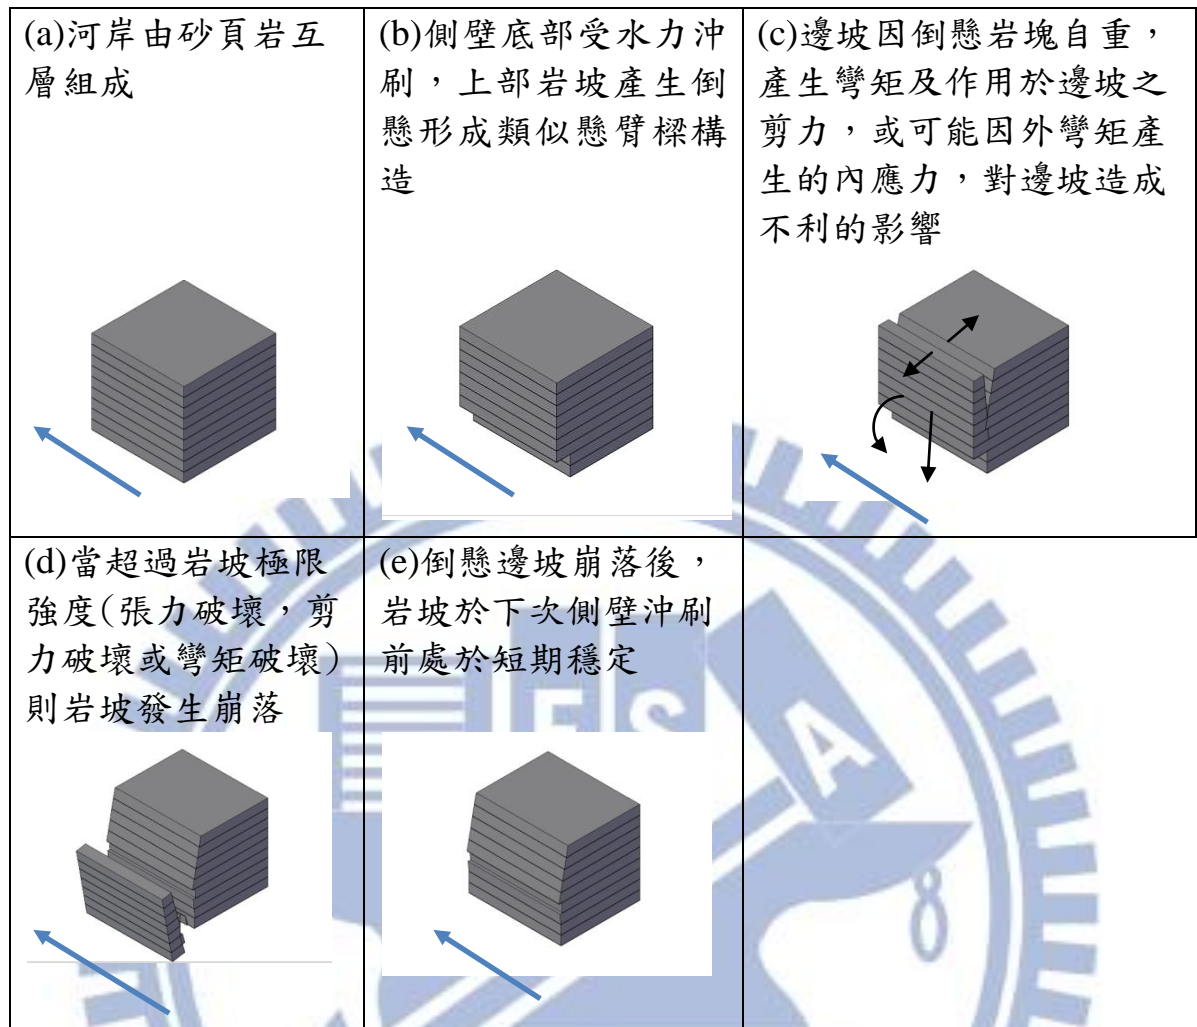 (a)河岸由砂頁岩互
層組成
(b)側壁底部受水力沖
刷，上部岩坡產生倒
懸形成類似懸臂樑構
造
(c)邊坡因倒懸岩塊自重，
產生彎矩及作用於邊坡之
剪力，或可能因外彎矩產
生的內應力，對邊坡造成
不利的影響
(d)當超過岩坡極限
強度(張力破壞，剪
力破壞或彎矩破壞)
則岩坡發生崩落
(e)倒懸邊坡崩落後，
岩坡於下次側壁沖刷
前處於短期穩定
E S A
8